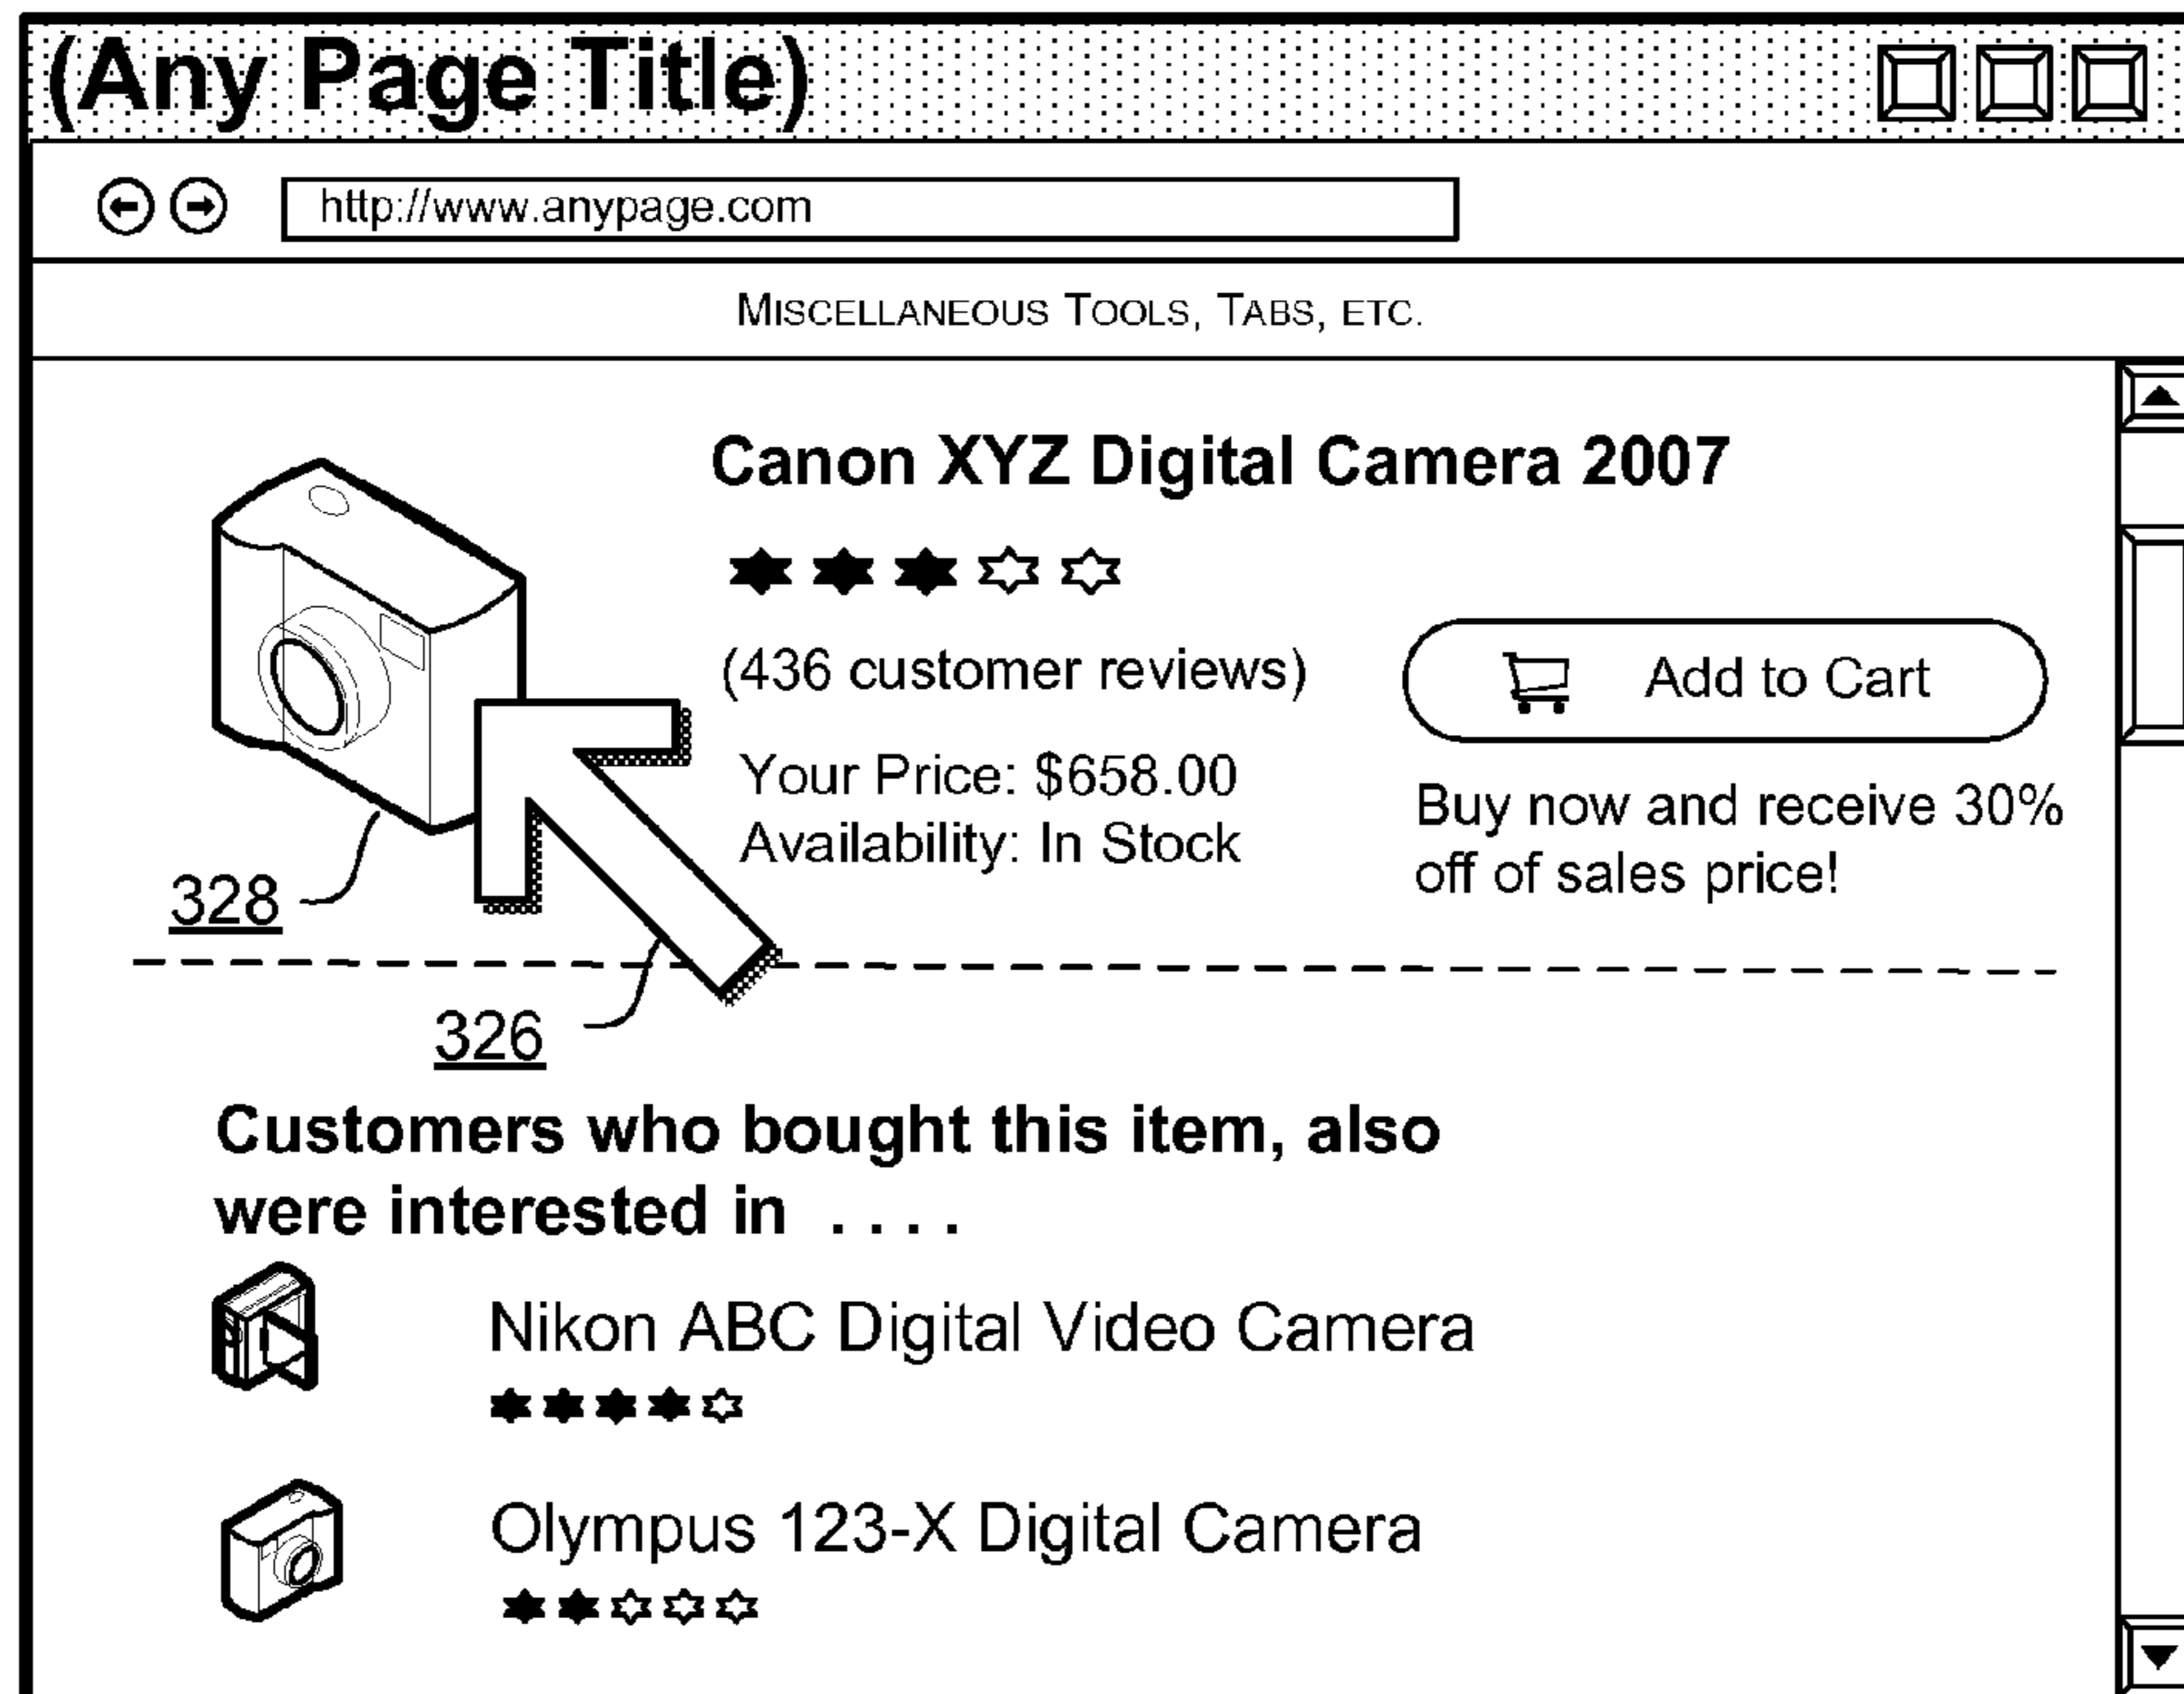 (Any Page Title)
http://www.anypage.com
MISCELLANEOUS TOOLS, TABS, ETC.
Canon XYZ Digital Camera 2007
(436 customer reviews)
Add to Cart
Your Price: $658.00
Availability: In Stock
Buy now and receive 30%
off of sales price!
328
326
Customers who bought this item, also
were interested in . . . .
Nikon ABC Digital Video Camera
Olympus 123-X Digital Camera